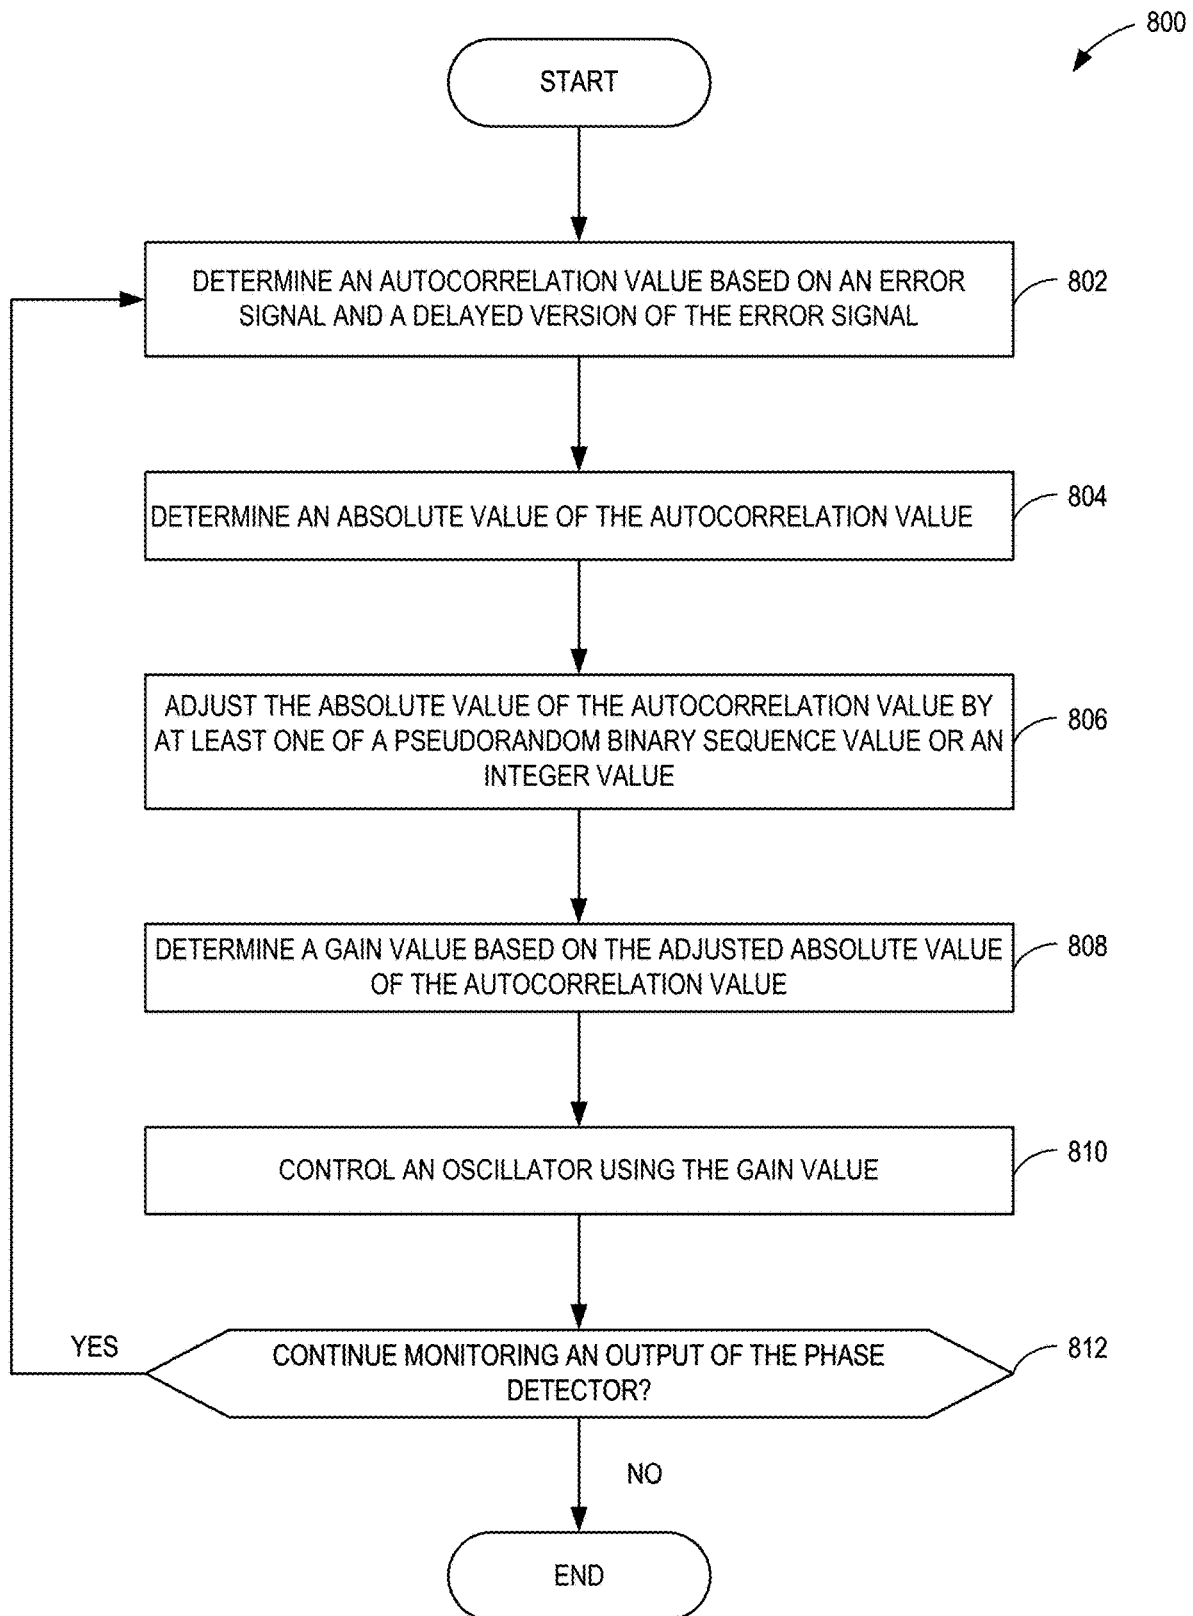 800
START
DETERMINE AN AUTOCORRELATION VALUE BASED ON AN ERROR
SIGNAL AND A DELAYED VERSION OF THE ERROR SIGNAL
802
DETERMINE AN ABSOLUTE VALUE OF THE AUTOCORRELATION VALUE
804
ADJUST THE ABSOLUTE VALUE OF THE AUTOCORRELATION VALUE BY
AT LEAST ONE OF A PSEUDORANDOM BINARY SEQUENCE VALUE OR AN
INTEGER VALUE
806
DETERMINE A GAIN VALUE BASED ON THE ADJUSTED ABSOLUTE VALUE
OF THE AUTOCORRELATION VALUE
808
CONTROL AN OSCILLATOR USING THE GAIN VALUE
810
YES
CONTINUE MONITORING AN OUTPUT OF THE PHASE
DETECTOR?
812
NO
END